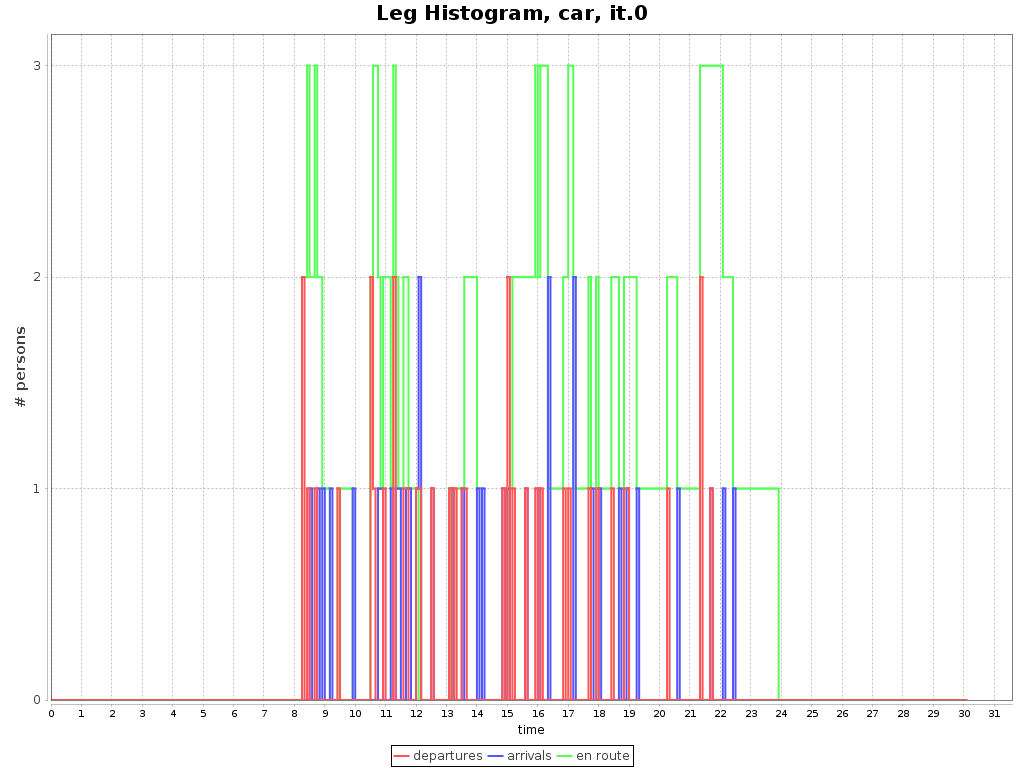 Leg Histogram, car, it.0
# persons
3
2
1
0
0 1 2 3 4 5 6 7 8 9 10 11 12 13 14 15 16 17 18 19 20 21 22 23 24 25 26 27 28 29 30 31
time
departures arrivals en route